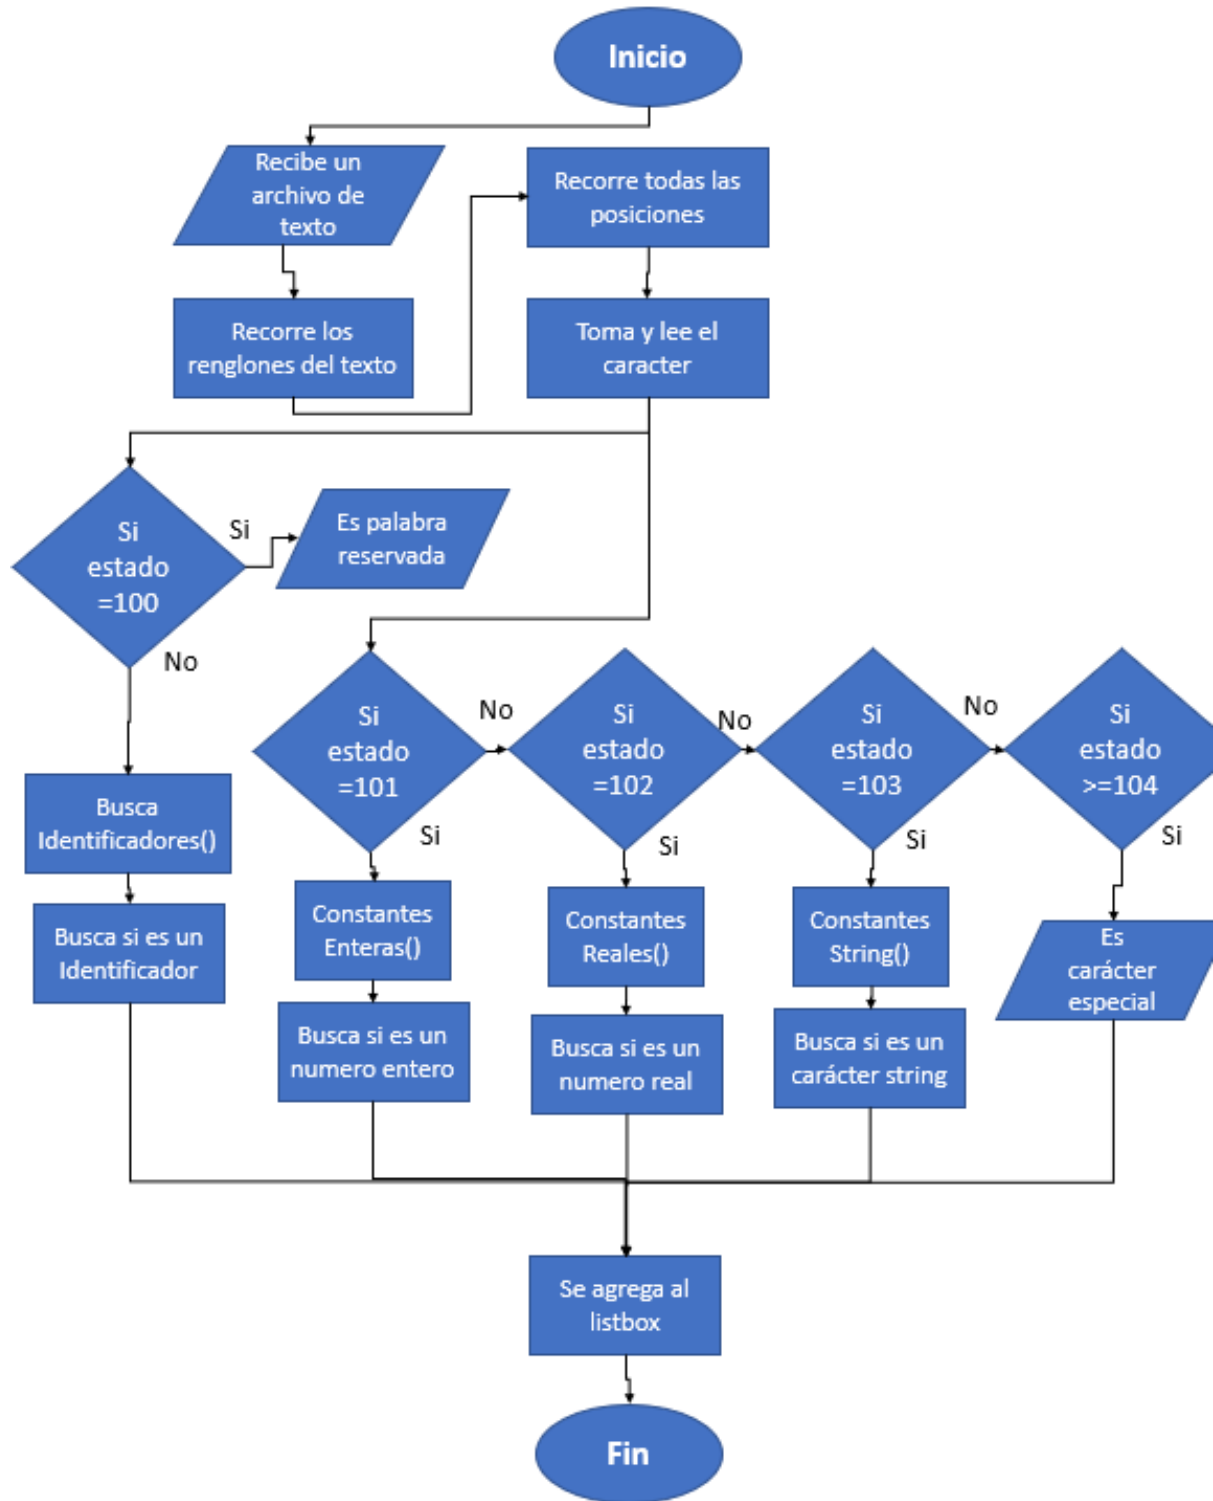 Inicio
Recibe un
archivo de
texto
Recorre todas las
posiciones
Recorre los
renglones del texto
Toma y lee el
caracter
Si
estado
=100
Si
Es palabra
reservada
No
Busca
Identificadores()
Busca si es un
Identificador
Si
estado
=101
No
Si
Si
estado
=102
No
Si
Si
estado
=103
No
Si
Si
estado
>=104
Si
Constantes
Enteras()
Busca si es un
numero entero
Constantes
Reales()
Busca si es un
numero real
Constantes
String()
Busca si es un
carácter string
Es
carácter
especial
Se agrega al
listbox
Fin